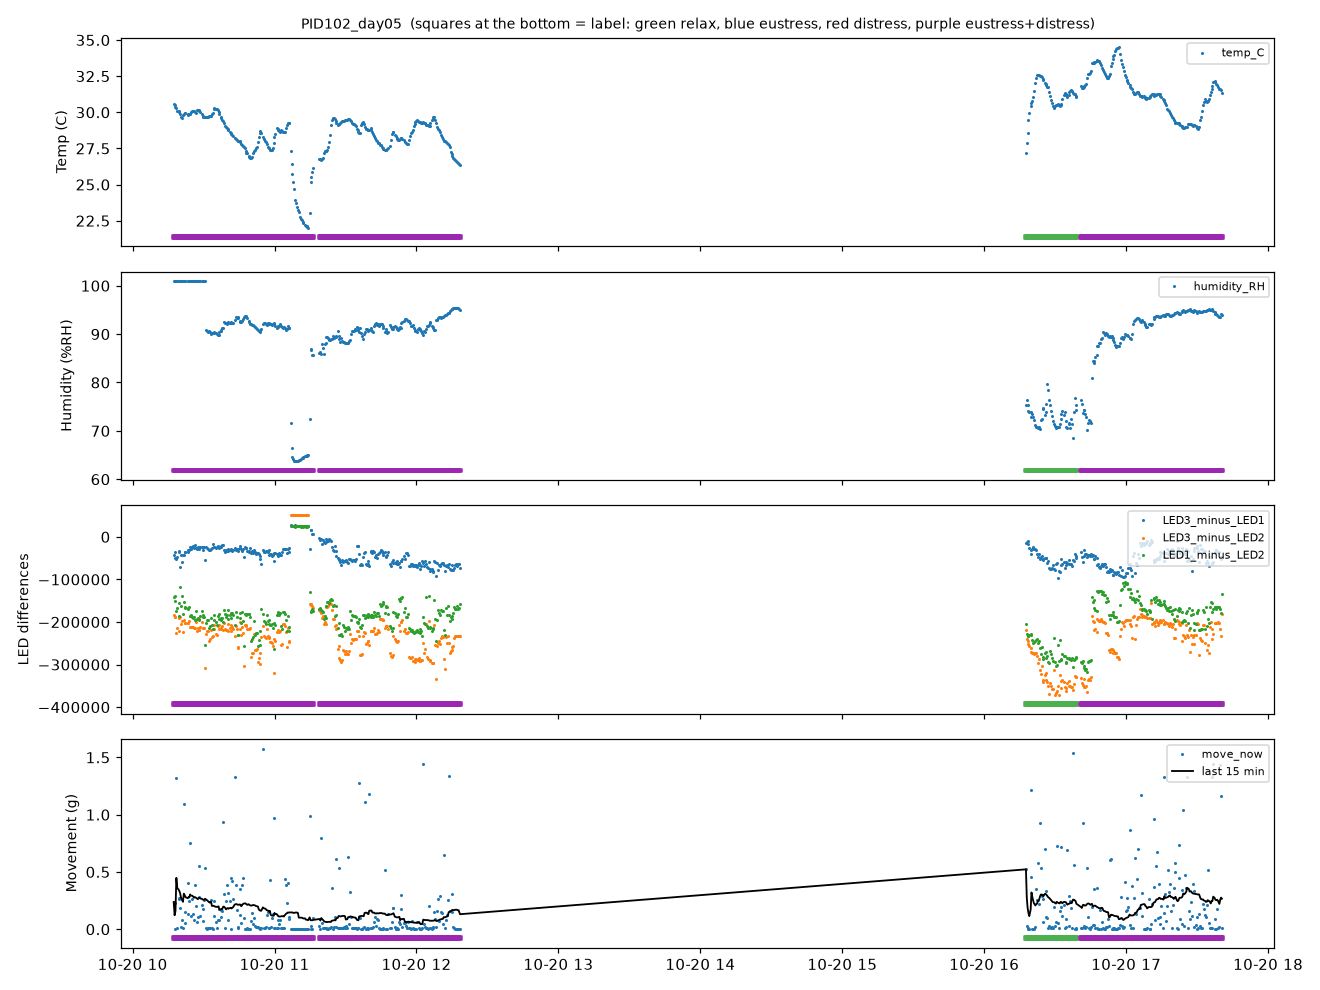 PID102_day05  (squares at the bottom = label: green relax, blue eustress, red distress, purple eustress+distress)
35.0
32.5
30.0
27.5
25.0
22.5
Temp (C)
temp_C
100
90
80
70
60
Humidity (%RH)
humidity_RH
0
−100000
−200000
−300000
−400000
LED differences
LED3_minus_LED1
LED3_minus_LED2
LED1_minus_LED2
1.5
1.0
0.5
0.0
Movement (g)
move_now
last 15 min
10-20 10
10-20 11
10-20 12
10-20 13
10-20 14
10-20 15
10-20 16
10-20 17
10-20 18